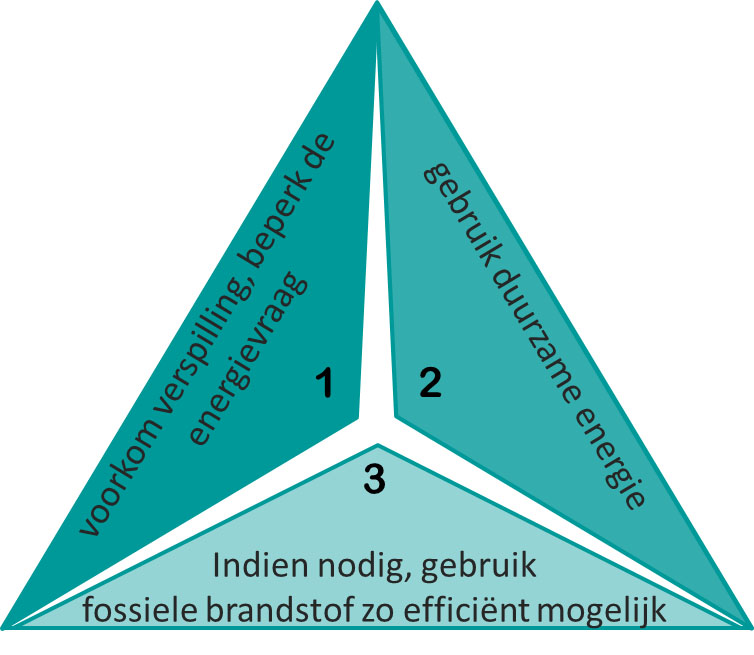 voorkom verspilling, beperk de
energievraag
1
gebruik duurzame energie
2
3
Indien nodig, gebruik
fossiele brandstof zo efficiënt mogelijk